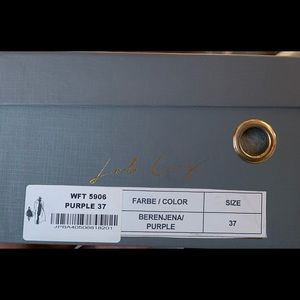 WFT 5906
PURPLE 37
FARBE / COLOR
SIZE
BERENJENA/
PURPLE
37